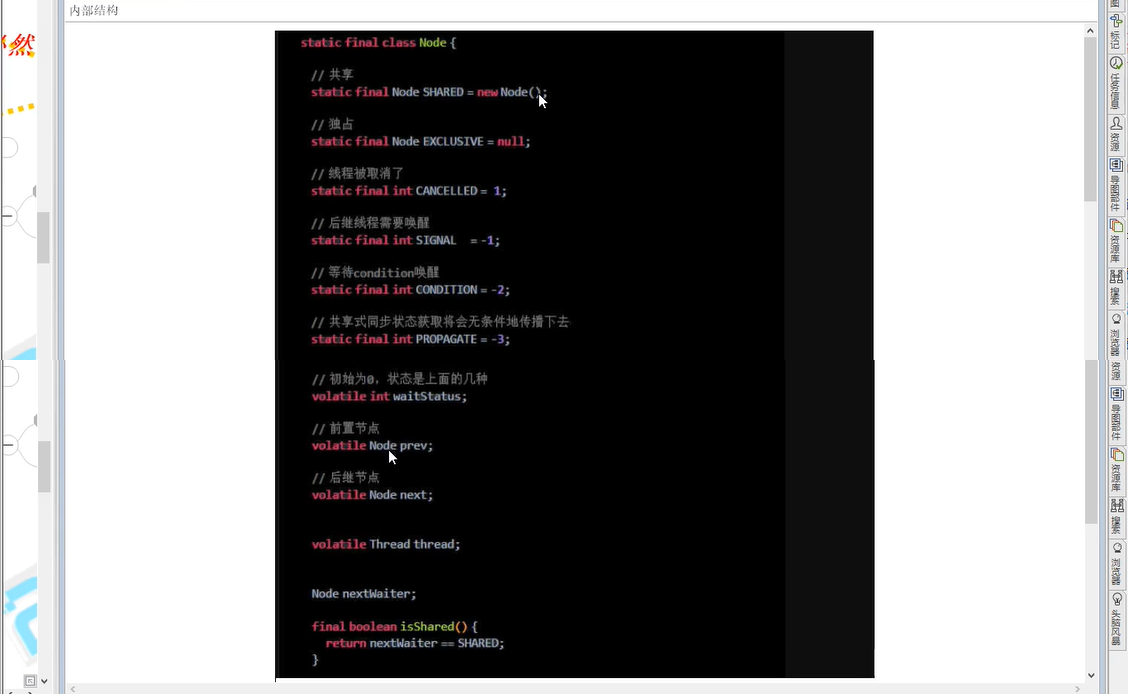 内部结构
然
static final class Node {
// 共享
static final Node SHARED = new Node();
// 独占
static final Node EXCLUSIVE = null;
// 线程被取消了
static final int CANCELLED = 1;
// 后继线程需要唤醒
static final int SIGNAL = -1;
// 等待condition唤醒
static final int CONDITION = -2;
// 共享式同步状态获取将会无条件地传播下去
static final int PROPAGATE = -3;
// 初始为0，状态是上面的几种
volatile int waitStatus;
// 前置节点
volatile Node prev;
// 后继节点
volatile Node next;
volatile Thread thread;
Node nextWaiter;
final boolean isShared() {
return nextWaiter == SHARED;
}
图
标记
任务信息
资源
导图部件
资源库
搜索
浏览器
资源
导图部件
资源库
搜索
浏览器
头脑风暴